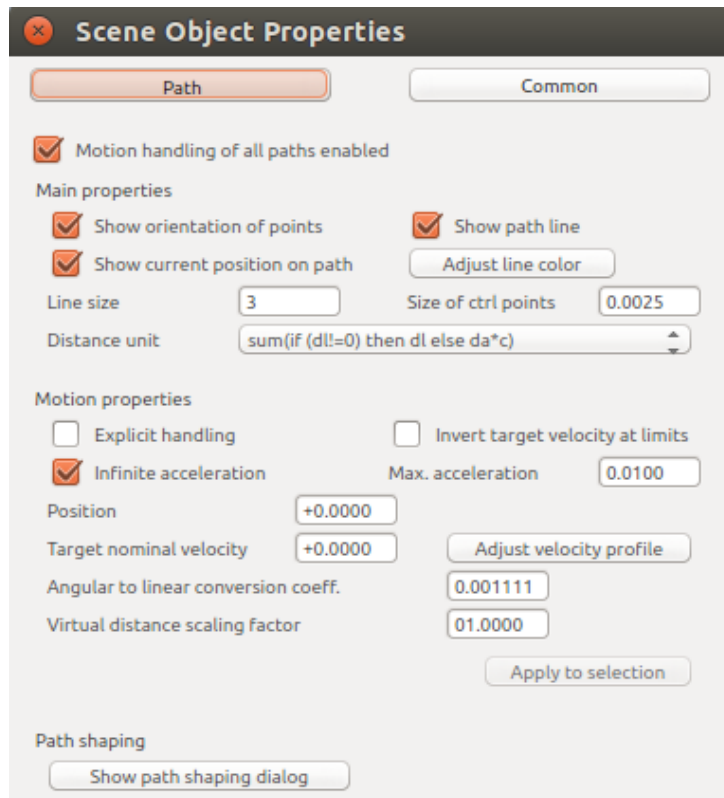 Scene Object Properties
Path Common
Motion handling of all paths enabled
Main properties
Show orientation of points Show path line
Show current position on path Adjust line color
Line size 3 Size of ctrl points 0.0025
Distance unit sum(if (dl!=0) then dl else da*c)
Motion properties
Explicit handling Invert target velocity at limits
Infinite acceleration Max. acceleration 0.0100
Position +0.0000
Target nominal velocity +0.0000 Adjust velocity profile
Angular to linear conversion coeff. 0.001111
Virtual distance scaling factor 01.0000
Apply to selection
Path shaping
Show path shaping dialog